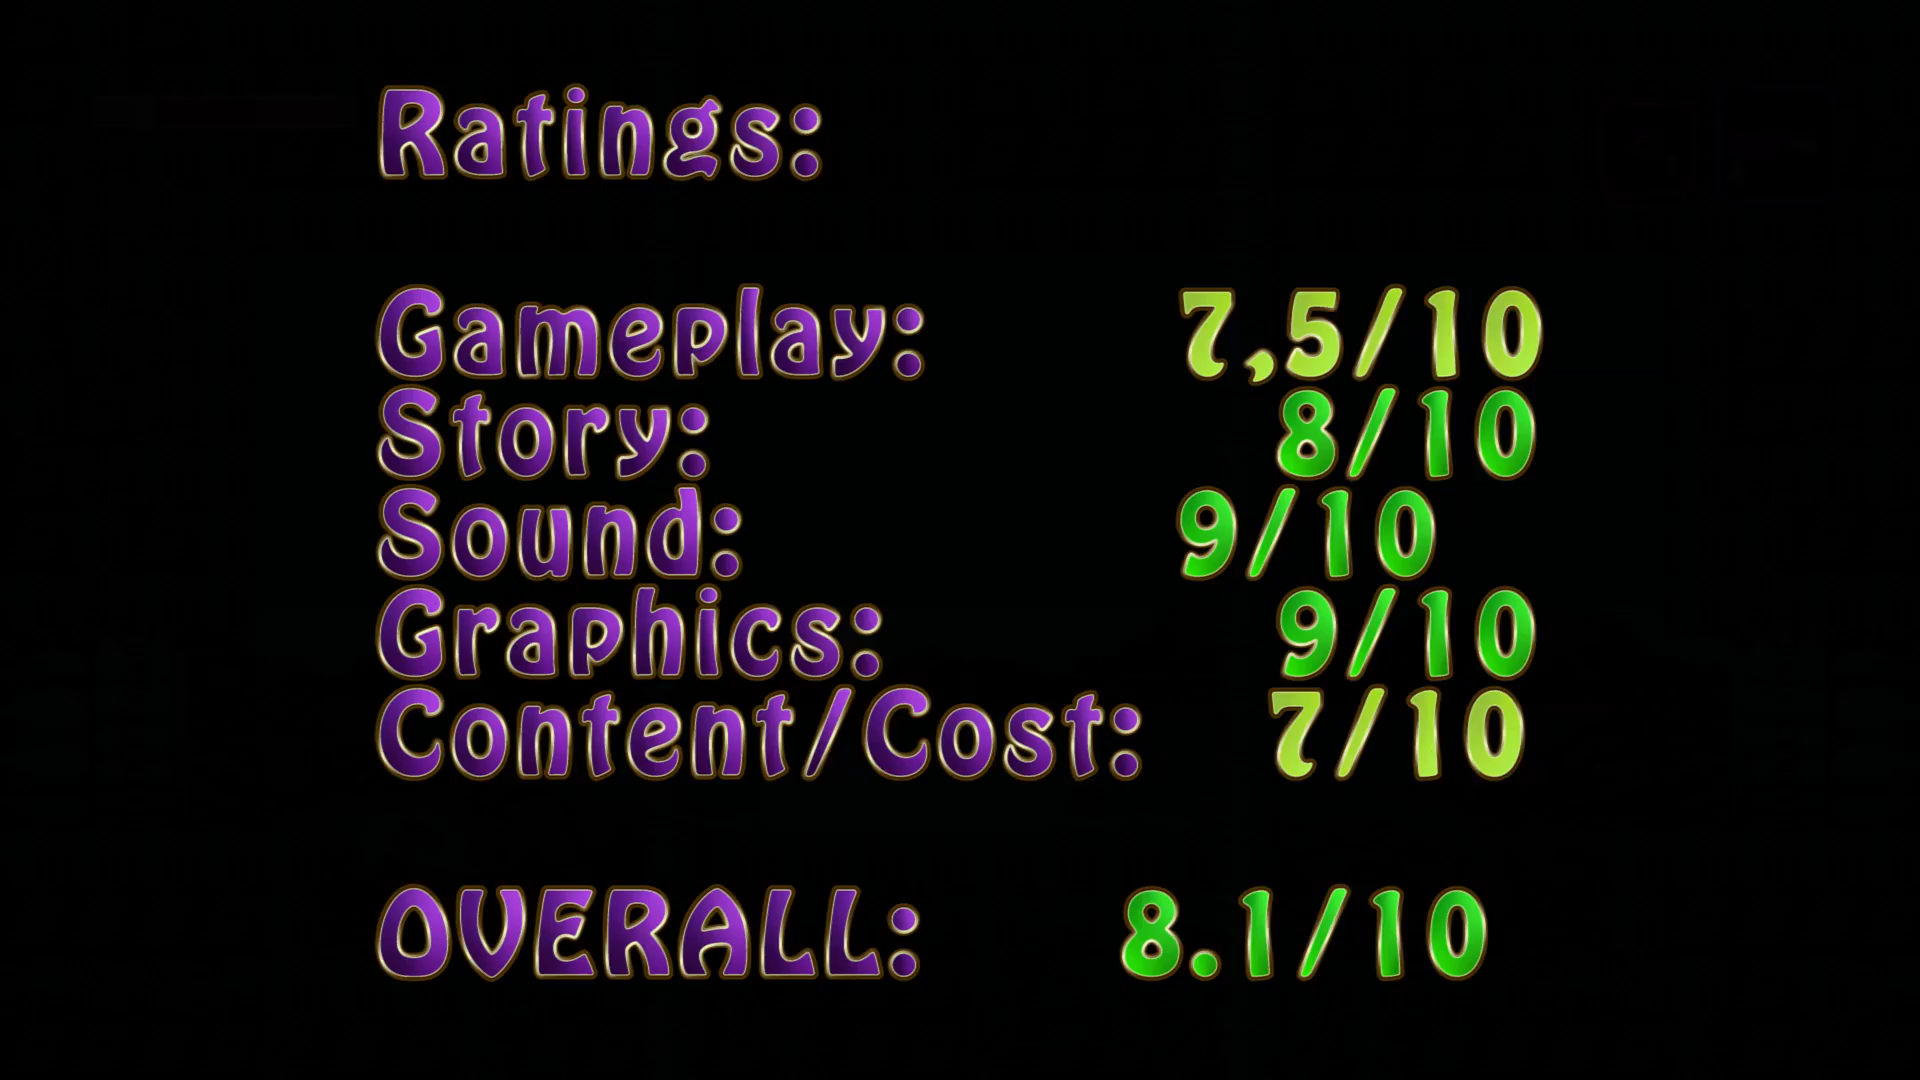 Ratings:
Gameplay: 7,5/10
Story: 8/10
Sound: 9/10
Graphics: 9/10
Content/Cost: 7/10
OVERALL: 8.1/10